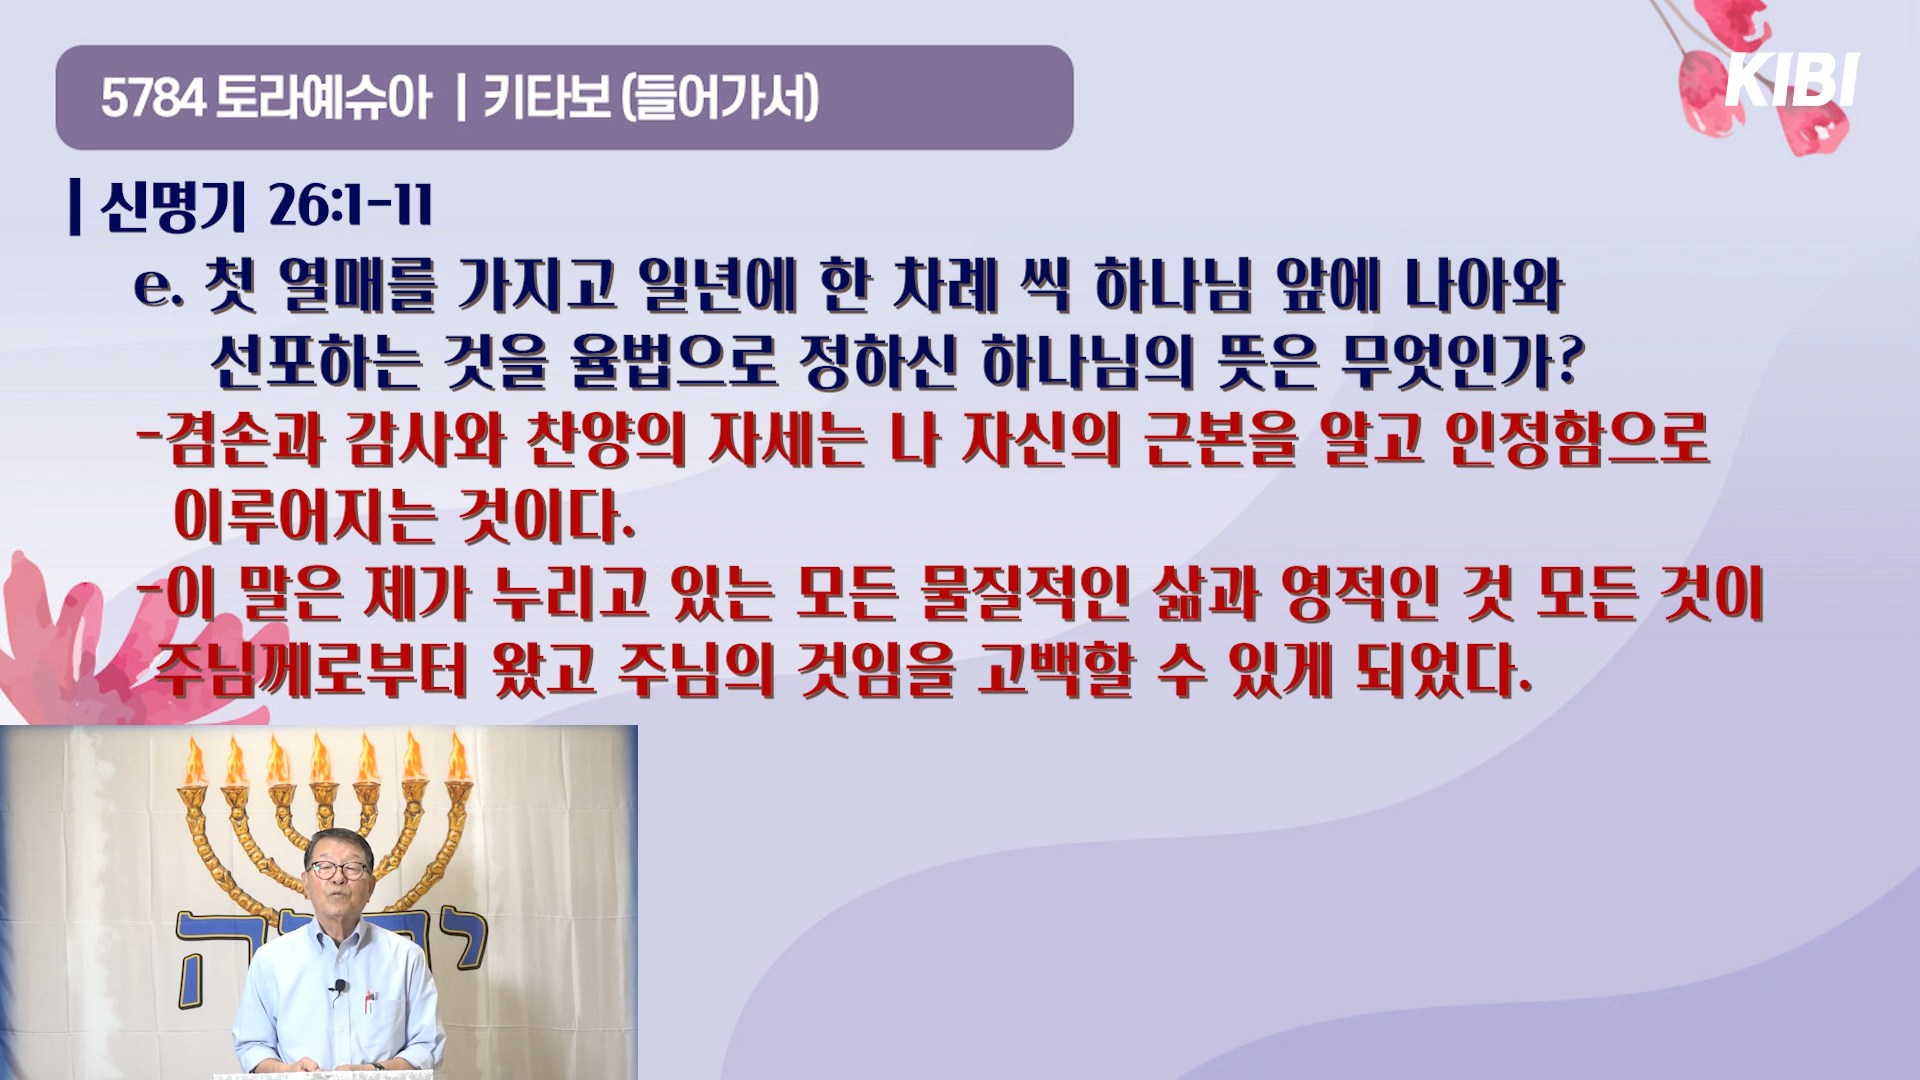 5784 토라예슈아 | 키타보 (들어가서)
KIBI
| 신명기 26:1-11
e. 첫 열매를 가지고 일년에 한 차례 씩 하나님 앞에 나아와
선포하는 것을 율법으로 정하신 하나님의 뜻은 무엇인가?
-겸손과 감사와 찬양의 자세는 나 자신의 근본을 알고 인정함으로
이루어지는 것이다.
-이 말은 제가 누리고 있는 모든 물질적인 삶과 영적인 것 모든 것이
주님께로부터 왔고 주님의 것임을 고백할 수 있게 되었다.